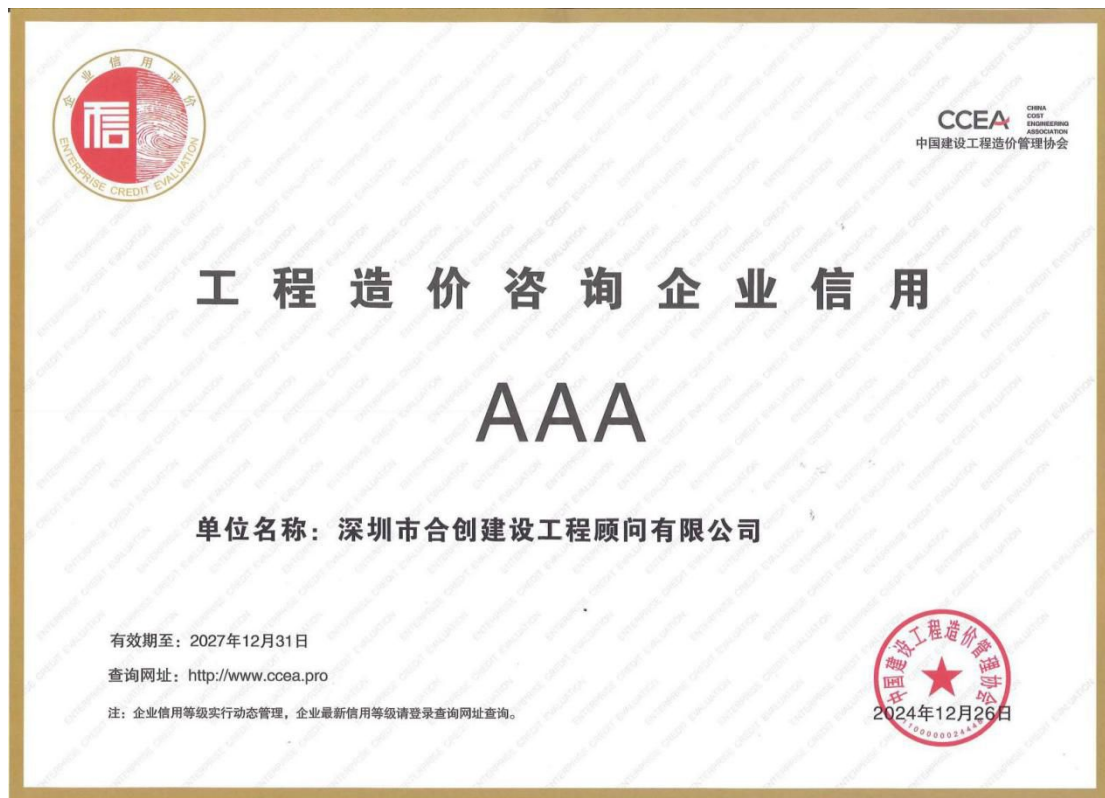 企业信用评价
信
ENTERPRISE CREDIT EVALUATION
CCEA
CHINA
COST
ENGINEERING
ASSOCIATION
中国建设工程造价管理协会
工程造价咨询企业信用
AAA
单位名称：深圳市合创建设工程顾问有限公司
有效期至：2027年12月31日
查询网址：http://www.ccea.pro
注：企业信用等级实行动态管理，企业最新信用等级请登录查询网址查询。
中国建设工程造价管理协会
2024年12月26日